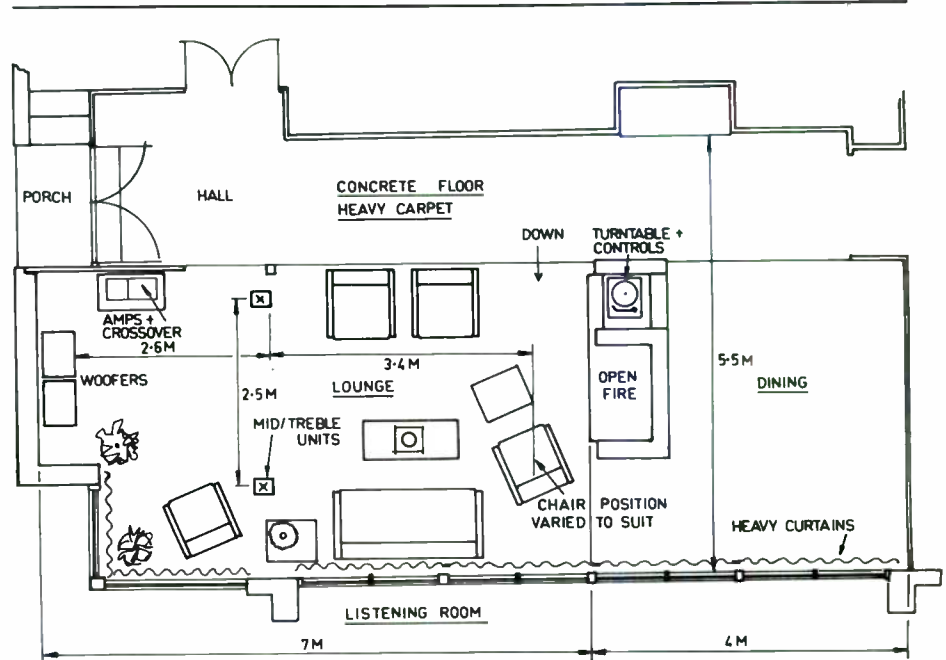 PORCH
HALL
CONCRETE FLOOR
HEAVY CARPET
DOWN
TURNTABLE +
CONTROLS
AMPS +
CROSSOVER
2·6M
3·4M
5·5M
WOOFERS
LOUNGE
2·5M
OPEN
FIRE
DINING
MID/TREBLE
UNITS
CHAIR POSITION
VARIED TO SUIT
HEAVY CURTAINS
LISTENING ROOM
7M
4M